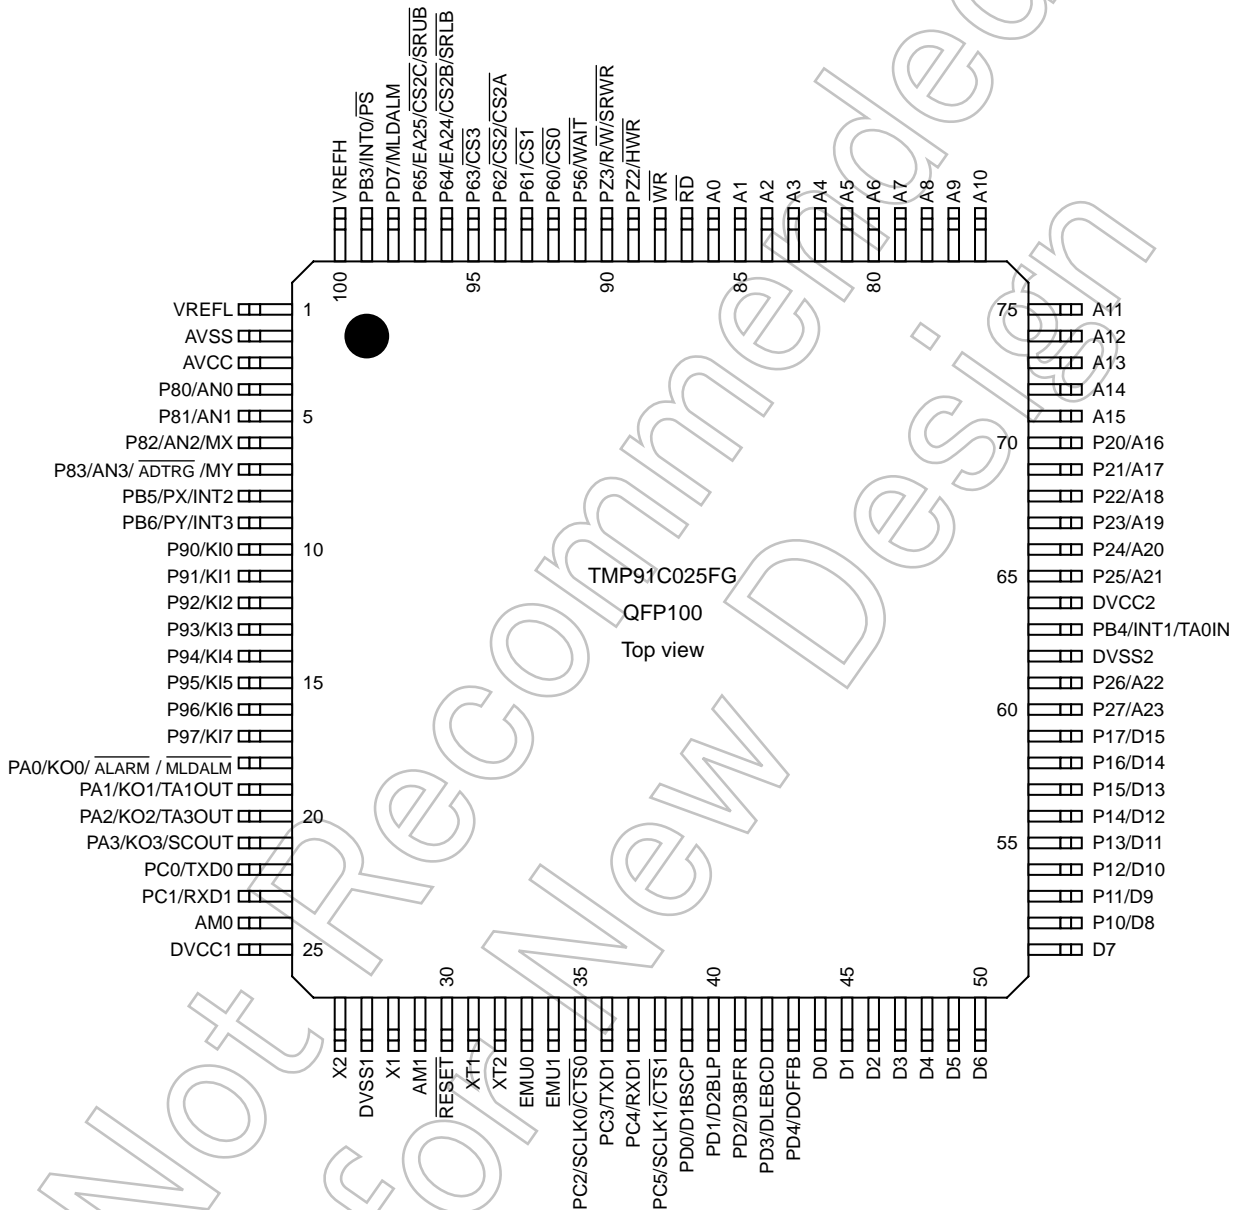 VREFH
PB3/INT0/PS
PD7/MLDALM
P65/EA25/CS2C/SRUB
P64/EA24/CS2B/SRLB
P63/CS3
P62/CS2/CS2A
P61/CS1
P60/CS0
P56/WAIT
PZ3/R/W/SRWR
PZ2/HWR
WR
RD
A0
A1
A2
A3
A4
A5
A6
A7
A8
A9
A10
100
95
90
85
80
VREFL
AVSS
AVCC
P80/AN0
P81/AN1
P82/AN2/MX
P83/AN3/ ADTRG /MY
PB5/PX/INT2
PB6/PY/INT3
P90/KI0
P91/KI1
P92/KI2
P93/KI3
P94/KI4
P95/KI5
P96/KI6
P97/KI7
PA0/KO0/ ALARM / MLDALM
PA1/KO1/TA1OUT
PA2/KO2/TA3OUT
PA3/KO3/SCOUT
PC0/TXD0
PC1/RXD1
AM0
DVCC1
1
5
10
15
20
25
TMP91C025FG
QFP100
Top view
75
70
65
60
55
A11
A12
A13
A14
A15
P20/A16
P21/A17
P22/A18
P23/A19
P24/A20
P25/A21
DVCC2
PB4/INT1/TA0IN
DVSS2
P26/A22
P27/A23
P17/D15
P16/D14
P15/D13
P14/D12
P13/D11
P12/D10
P11/D9
P10/D8
D7
30
35
40
45
50
X2
DVSS1
X1
AM1
RESET
XT1
XT2
EMU0
EMU1
PC2/SCLK0/CTS0
PC3/TXD1
PC4/RXD1
PC5/SCLK1/CTS1
PD0/D1BSCP
PD1/D2BLP
PD2/D3BFR
PD3/DLEBCD
PD4/DOFFB
D0
D1
D2
D3
D4
D5
D6
Not Recommended
for New Design